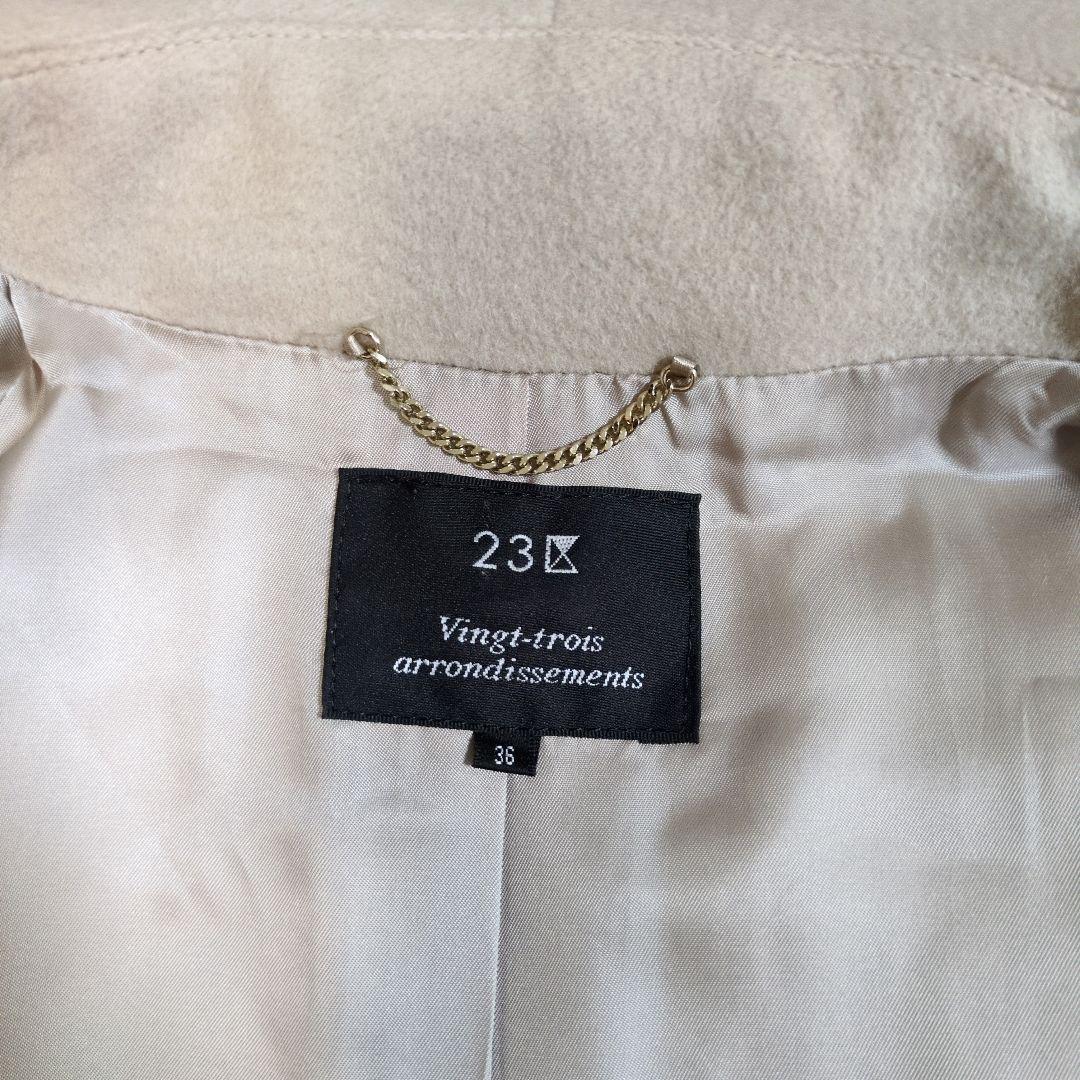 23区
Vingt-trois
arrondissements
36